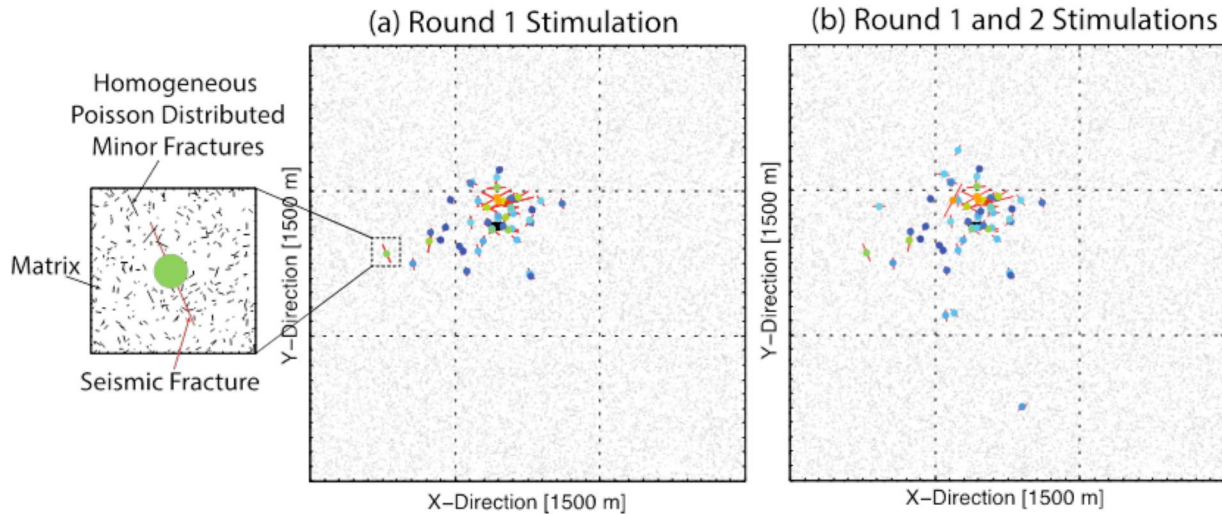 (a) Round 1 Stimulation
(b) Round 1 and 2 Stimulations
Homogeneous
Poisson Distributed
Minor Fractures
Matrix
Seismic Fracture
Y-Direction [1500 m]
X-Direction [1500 m]
Y-Direction [1500 m]
X-Direction [1500 m]